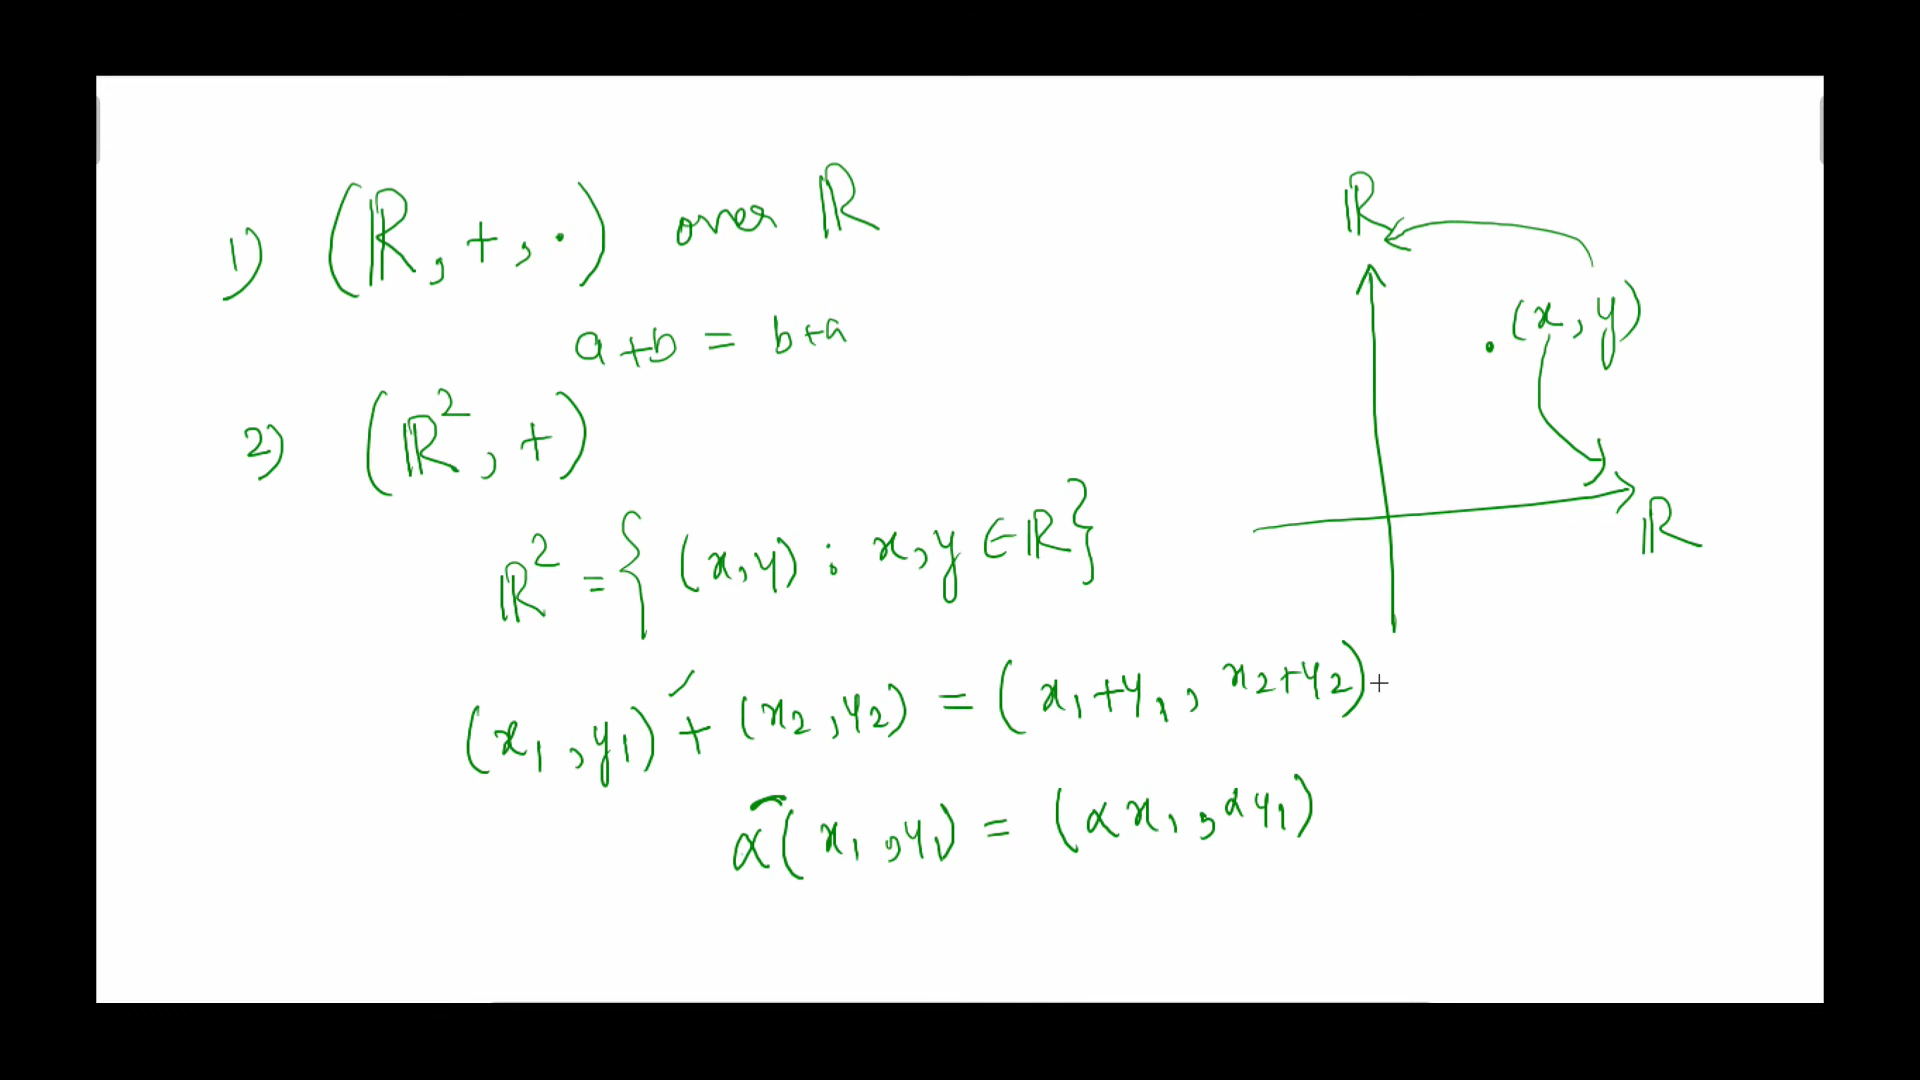 1) (ℝ, +, ·) over ℝ
a+b = b+a
2) (ℝ², +)
ℝ² = { (x,y) : x,y ∈ ℝ }
(x₁,y₁) + (x₂,y₂) = (x₁+y₁, x₂+y₂)
α(x₁,y₁) = (αx₁, αy₁)
ℝ
(x,y)
ℝ